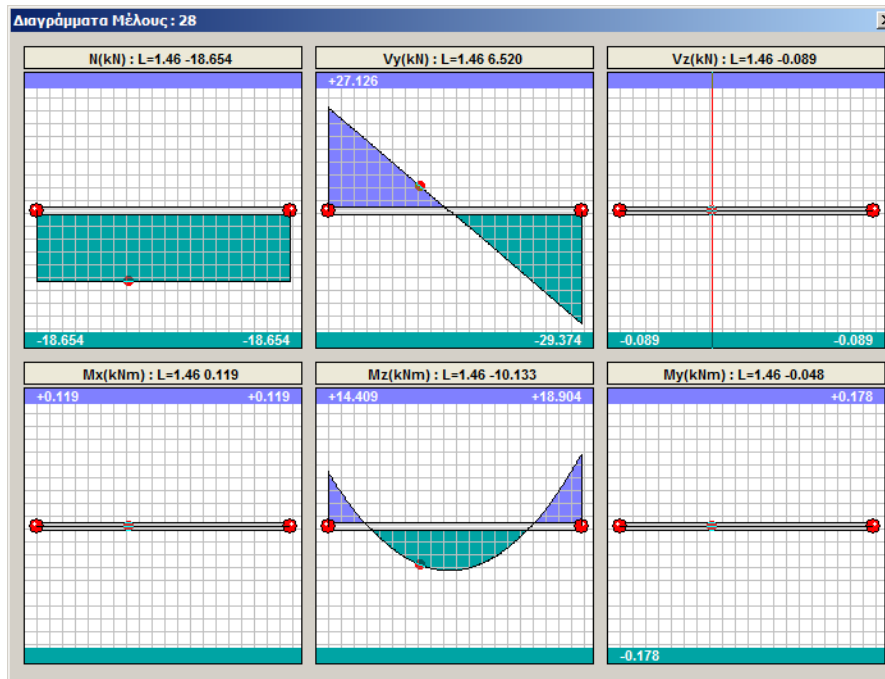 Διαγράμματα Μέλους : 28
N(kN) : L=1.46 -18.654
Vy(kN) : L=1.46 6.520
Vz(kN) : L=1.46 -0.089
+27.126
-18.654 -18.654
-29.374
-0.089 -0.089
Mx(kNm) : L=1.46 0.119
Mz(kNm) : L=1.46 -10.133
My(kNm) : L=1.46 -0.048
+0.119 +0.119
+14.409 +18.904
+0.178
-0.178